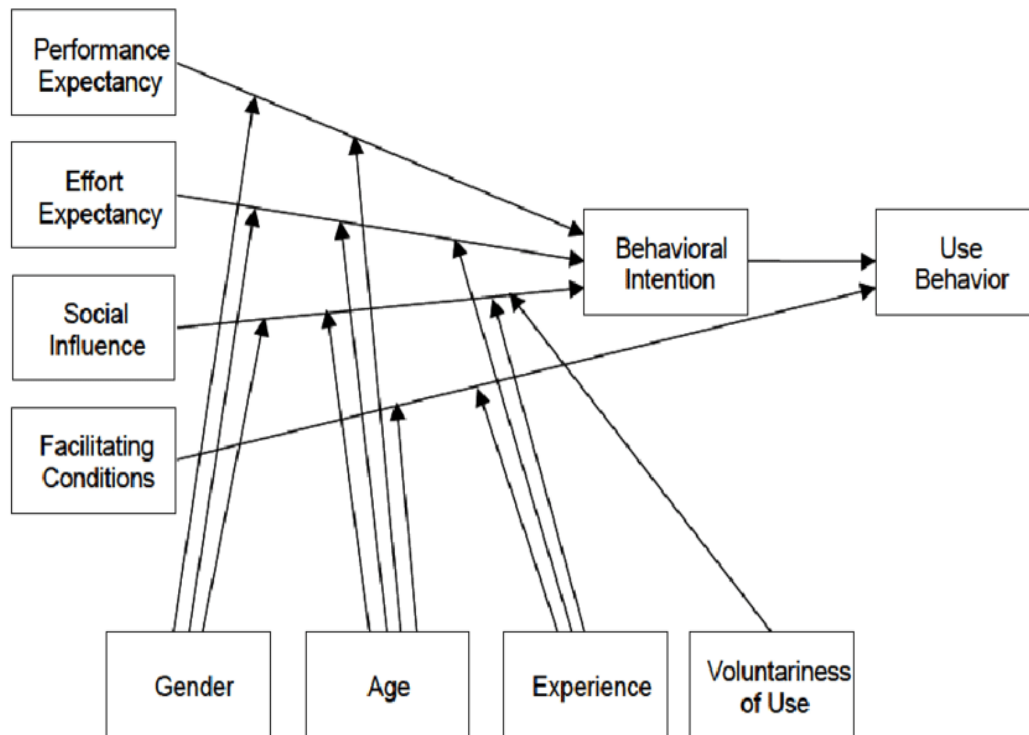 Performance
Expectancy
Effort
Expectancy
Social
Influence
Facilitating
Conditions
Behavioral
Intention
Use
Behavior
Gender
Age
Experience
Voluntariness
of Use